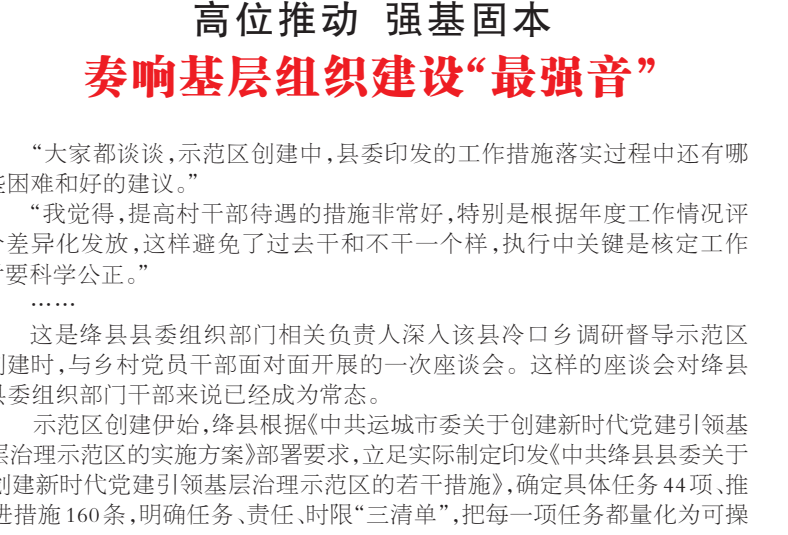 高位推动 强基固本
奏响基层组织建设“最强音”
“大家都谈谈,示范区创建中,县委印发的工作措施落实过程中还有哪
些困难和好的建议。”
“我觉得,提高村干部待遇的措施非常好,特别是根据年度工作情况评
差异化发放,这样避免了过去干和不干一个样,执行中关键是核定工作
要科学公正。”
……
这是绛县县委组织部门相关负责人深入该县冷口乡调研督导示范区
创建时,与乡村党员干部面对面开展的一次座谈会。这样的座谈会对绛县
县委组织部门干部来说已经成为常态。
示范区创建伊始,绛县根据《中共运城市委关于创建新时代党建引领基
层治理示范区的实施方案》部署要求,立足实际制定印发《中共绛县县委关于
创建新时代党建引领基层治理示范区的若干措施》,确定具体任务44项、推
进措施160条,明确任务、责任、时限“三清单”,把每一项任务都量化为可操